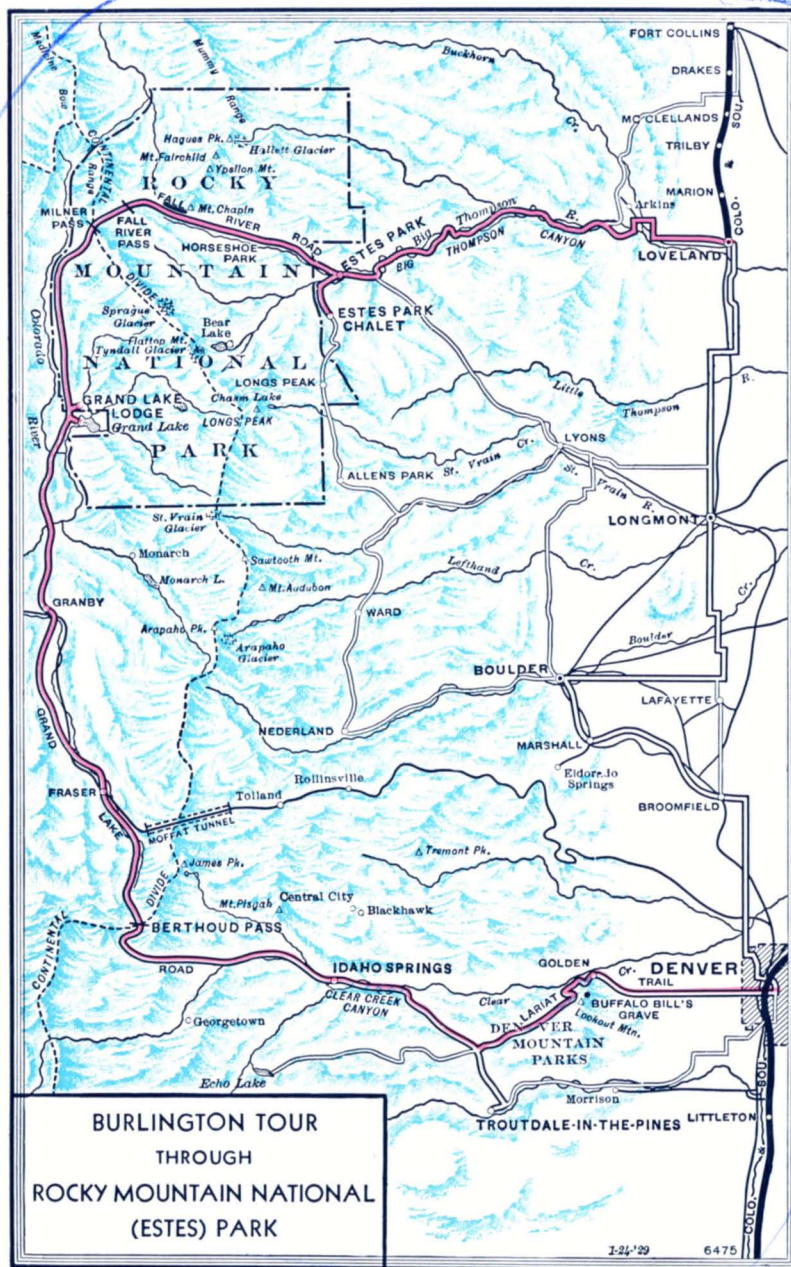 FORT COLLINS
DRAKES
MC CLELLANDS
TRILBY
MARION
COLO. & SOU.
LOVELAND
Buckhorn Cr.
Arkins
Medicine Bow Range
Mummy Range
CONTINENTAL DIVIDE
Hagues Pk.
Hallett Glacier
Mt. Fairchild
Ypsilon Mt.
ROCKY
MOUNTAIN
NATIONAL
PARK
MILNER PASS
FALL RIVER PASS
Mt. Chapin
FALL RIVER ROAD
HORSESHOE PARK
ESTES PARK
Big Thompson R.
BIG THOMPSON CANYON
ESTES PARK CHALET
Sprague Glacier
Bear Lake
Flattop Mt.
Tyndall Glacier
Colorado River
LONGS PEAK
Chasm Lake
LONGS PEAK
GRAND LAKE LODGE
Grand Lake
Little Thompson R.
LYONS
St. Vrain Cr.
St. Vrain R.
ALLENS PARK
LONGMONT
St. Vrain Glacier
Monarch
Monarch L.
Sawtooth Mt.
Mt. Audubon
Lefthand Cr.
GRANBY
WARD
Arapaho Pk.
Arapaho Glacier
Boulder Cr.
BOULDER
LAFAYETTE
NEDERLAND
MARSHALL
Eldorado Springs
BROOMFIELD
GRAND LAKE ROAD
FRASER
Rollinsville
Tolland
MOFFAT TUNNEL
James Pk.
Tremont Pk.
CONTINENTAL DIVIDE
Mt. Pisgah
Central City
Blackhawk
BERTHOUD PASS
IDAHO SPRINGS
CLEAR CREEK CANYON
GOLDEN
Clear Cr.
DENVER
LARIAT TRAIL
BUFFALO BILL'S GRAVE
Lookout Mtn.
DENVER MOUNTAIN PARKS
Georgetown
Echo Lake
Morrison
TROUTDALE-IN-THE-PINES
LITTLETON
COLO. & SOU.
BURLINGTON TOUR
THROUGH
ROCKY MOUNTAIN NATIONAL
(ESTES) PARK
1-24-'29
6475